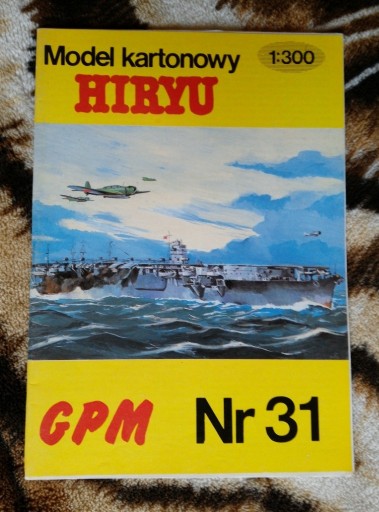 Model kartonowy 1:300
HIRYU
GPM Nr 31